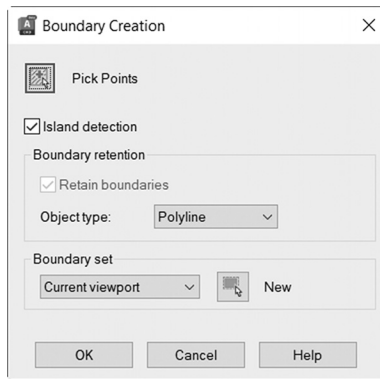 Boundary Creation
Pick Points
Island detection
Boundary retention
Retain boundaries
Object type: Polyline
Boundary set
Current viewport New
OK Cancel Help